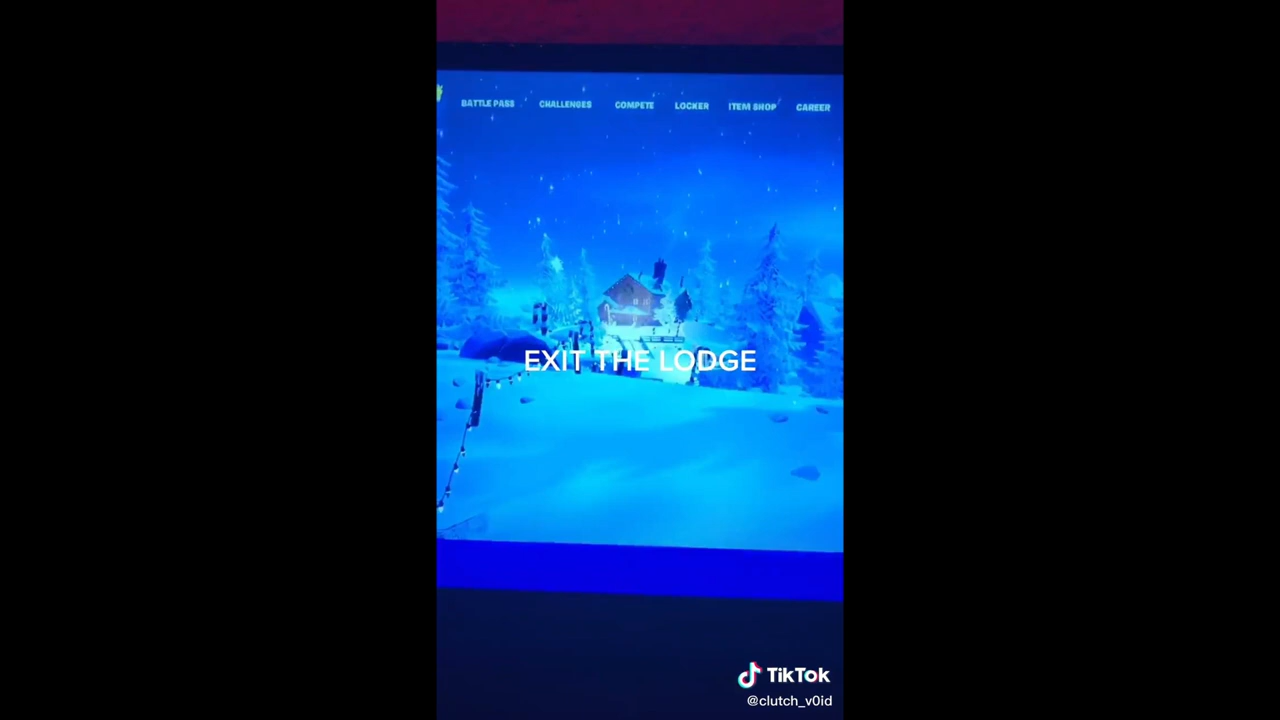 BATTLE PASS CHALLENGES COMPETE LOCKER ITEM SHOP CAREER
EXIT THE LODGE
TikTok
@clutch_v0id